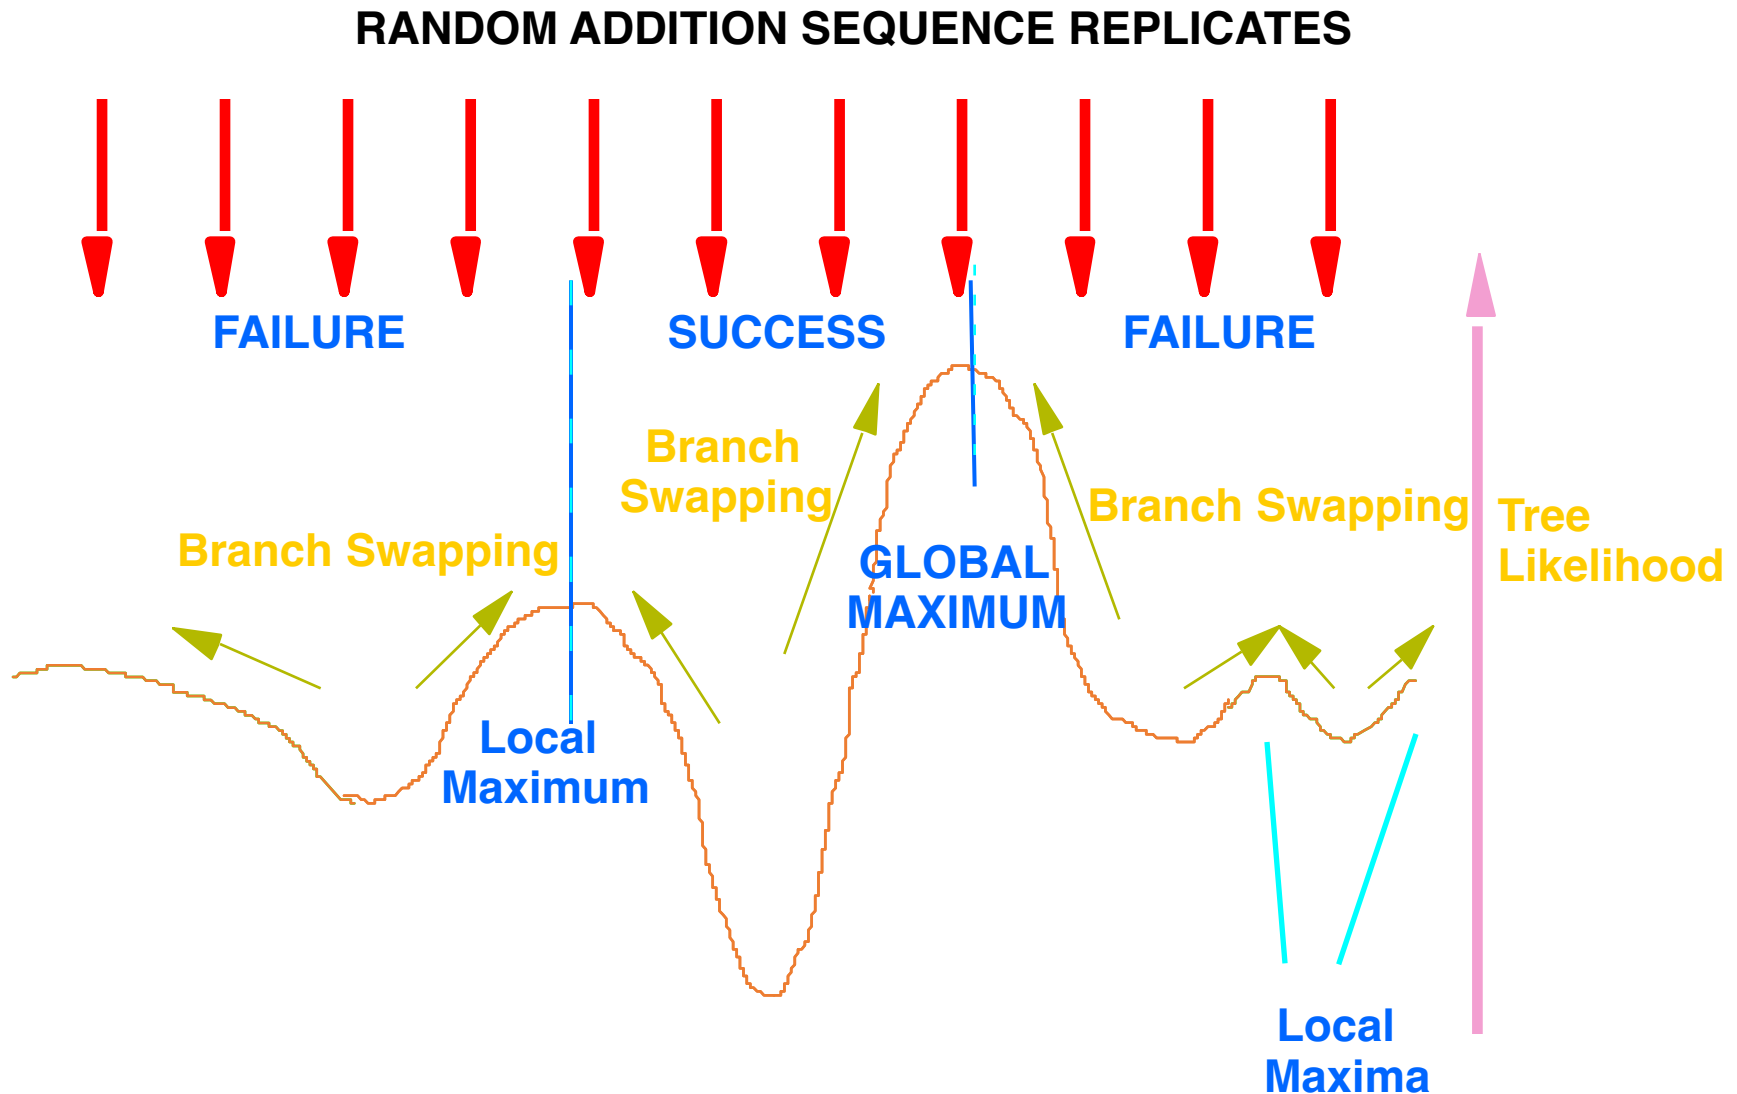 RANDOM ADDITION SEQUENCE REPLICATES
FAILURE
SUCCESS
FAILURE
Branch
Swapping
Branch Swapping
Branch Swapping
Tree
Likelihood
GLOBAL
MAXIMUM
Local
Maximum
Local
Maxima